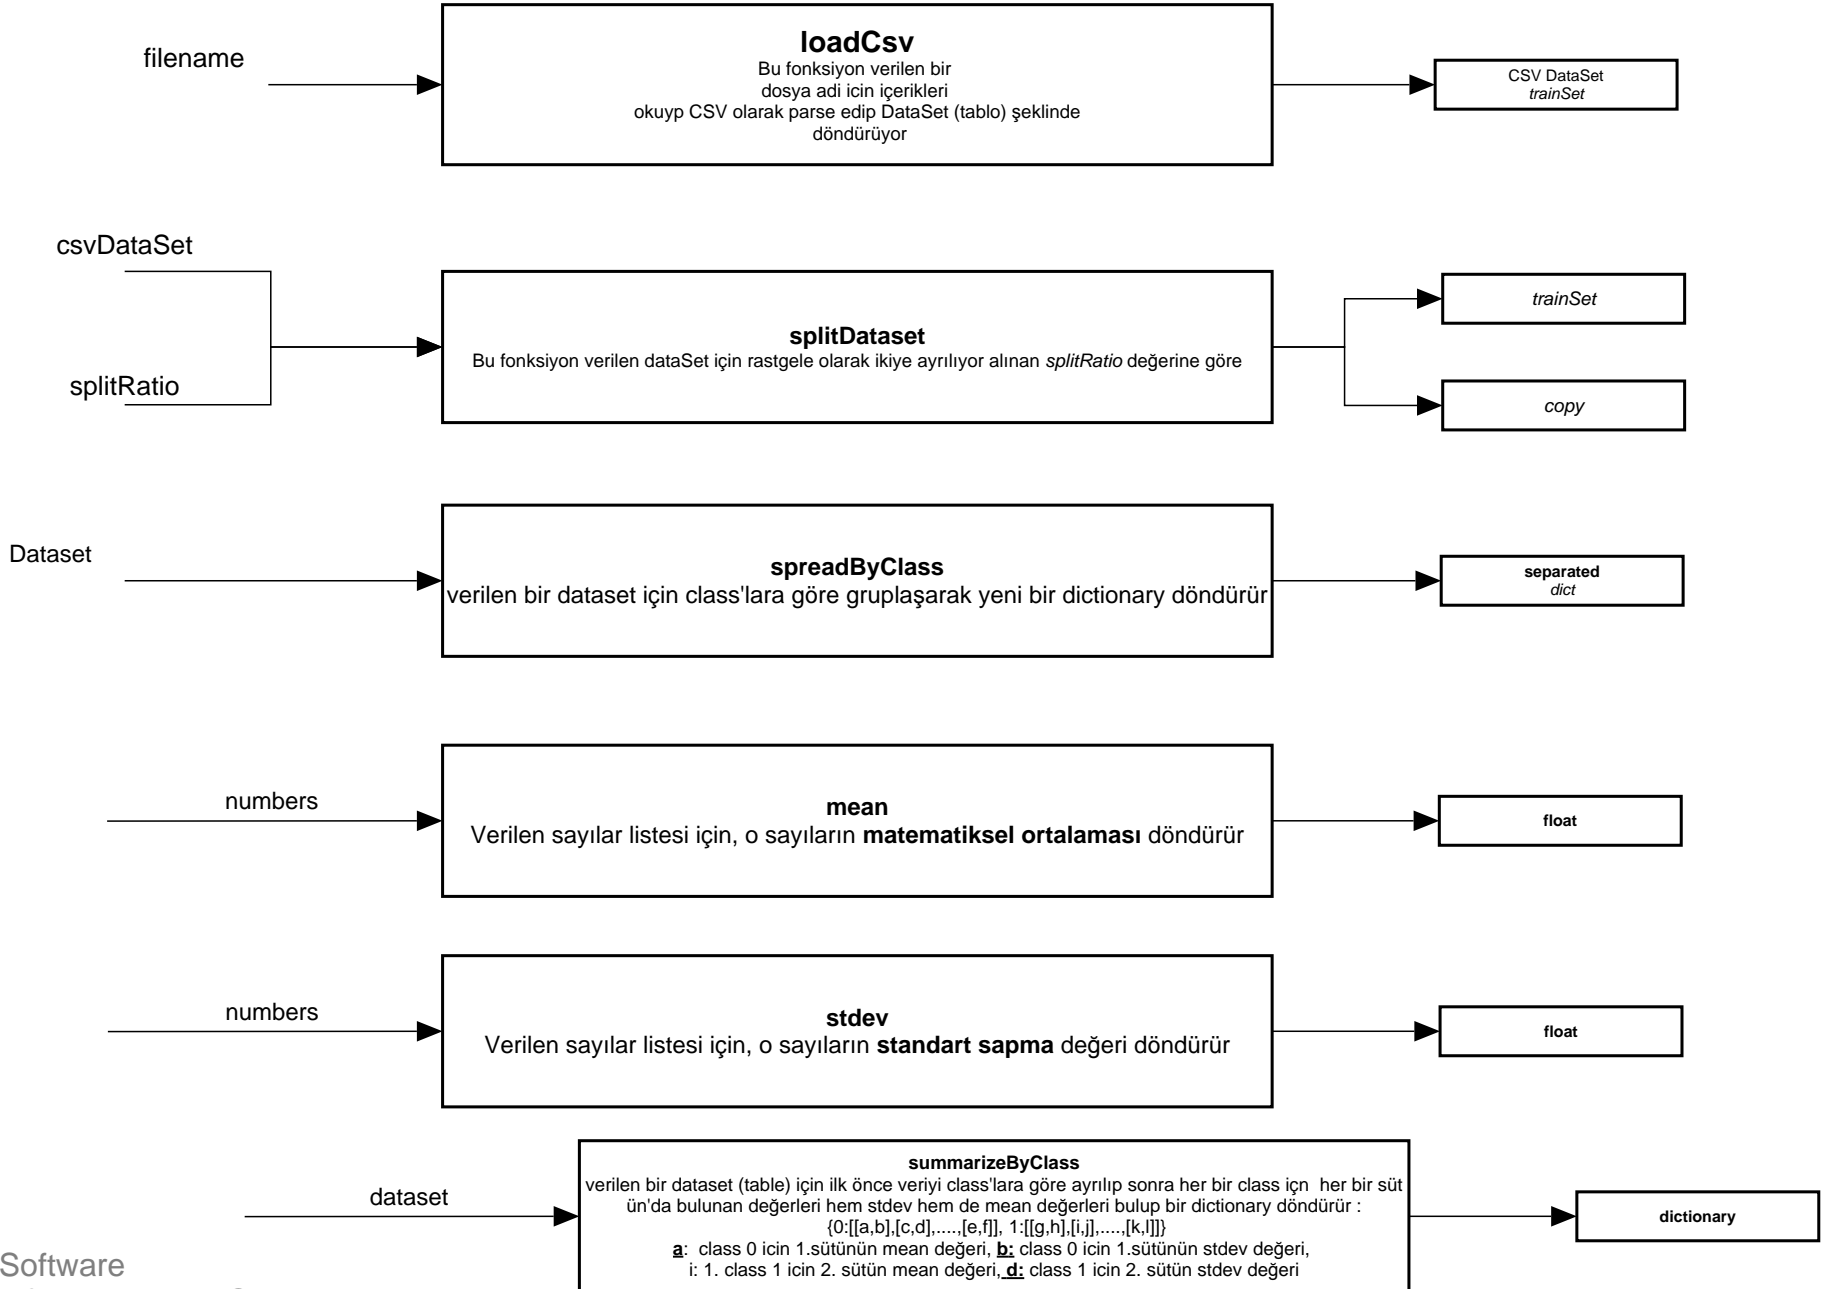 filename
loadCsv
Bu fonksiyon verilen bir
dosya adi icin içerikleri
okuyp CSV olarak parse edip DataSet (tablo) şeklinde
döndürüyor
CSV DataSet
trainSet
csvDataSet
splitRatio
splitDataset
Bu fonksiyon verilen dataSet için rastgele olarak ikiye ayrılıyor alınan splitRatio değerine göre
trainSet
copy
Dataset
spreadByClass
verilen bir dataset için class'lara göre gruplaşarak yeni bir dictionary döndürür
separated
dict
numbers
mean
Verilen sayılar listesi için, o sayıların matematiksel ortalaması döndürür
float
numbers
stdev
Verilen sayılar listesi için, o sayıların standart sapma değeri döndürür
float
dataset
summarizeByClass
verilen bir dataset (table) için ilk önce veriyi class'lara göre ayrılıp sonra her bir class içn  her bir süt
ün'da bulunan değerleri hem stdev hem de mean değerleri bulup bir dictionary döndürür :
{0:[[a,b],[c,d],....,[e,f]], 1:[[g,h],[i,j],....,[k,l]]}
a:  class 0 icin 1.sütünün mean değeri, b: class 0 icin 1.sütünün stdev değeri,
i: 1. class 1 icin 2. sütün mean değeri, d: class 1 icin 2. sütün stdev değeri
dictionary
Software